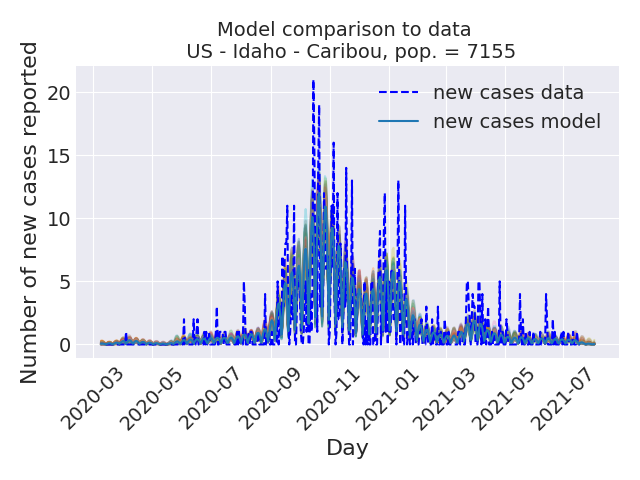 Model comparison to data
US - Idaho - Caribou, pop. = 7155
new cases data
new cases model
Number of new cases reported
20
15
10
5
0
2020-03
2020-05
2020-07
2020-09
2020-11
2021-01
2021-03
2021-05
2021-07
Day